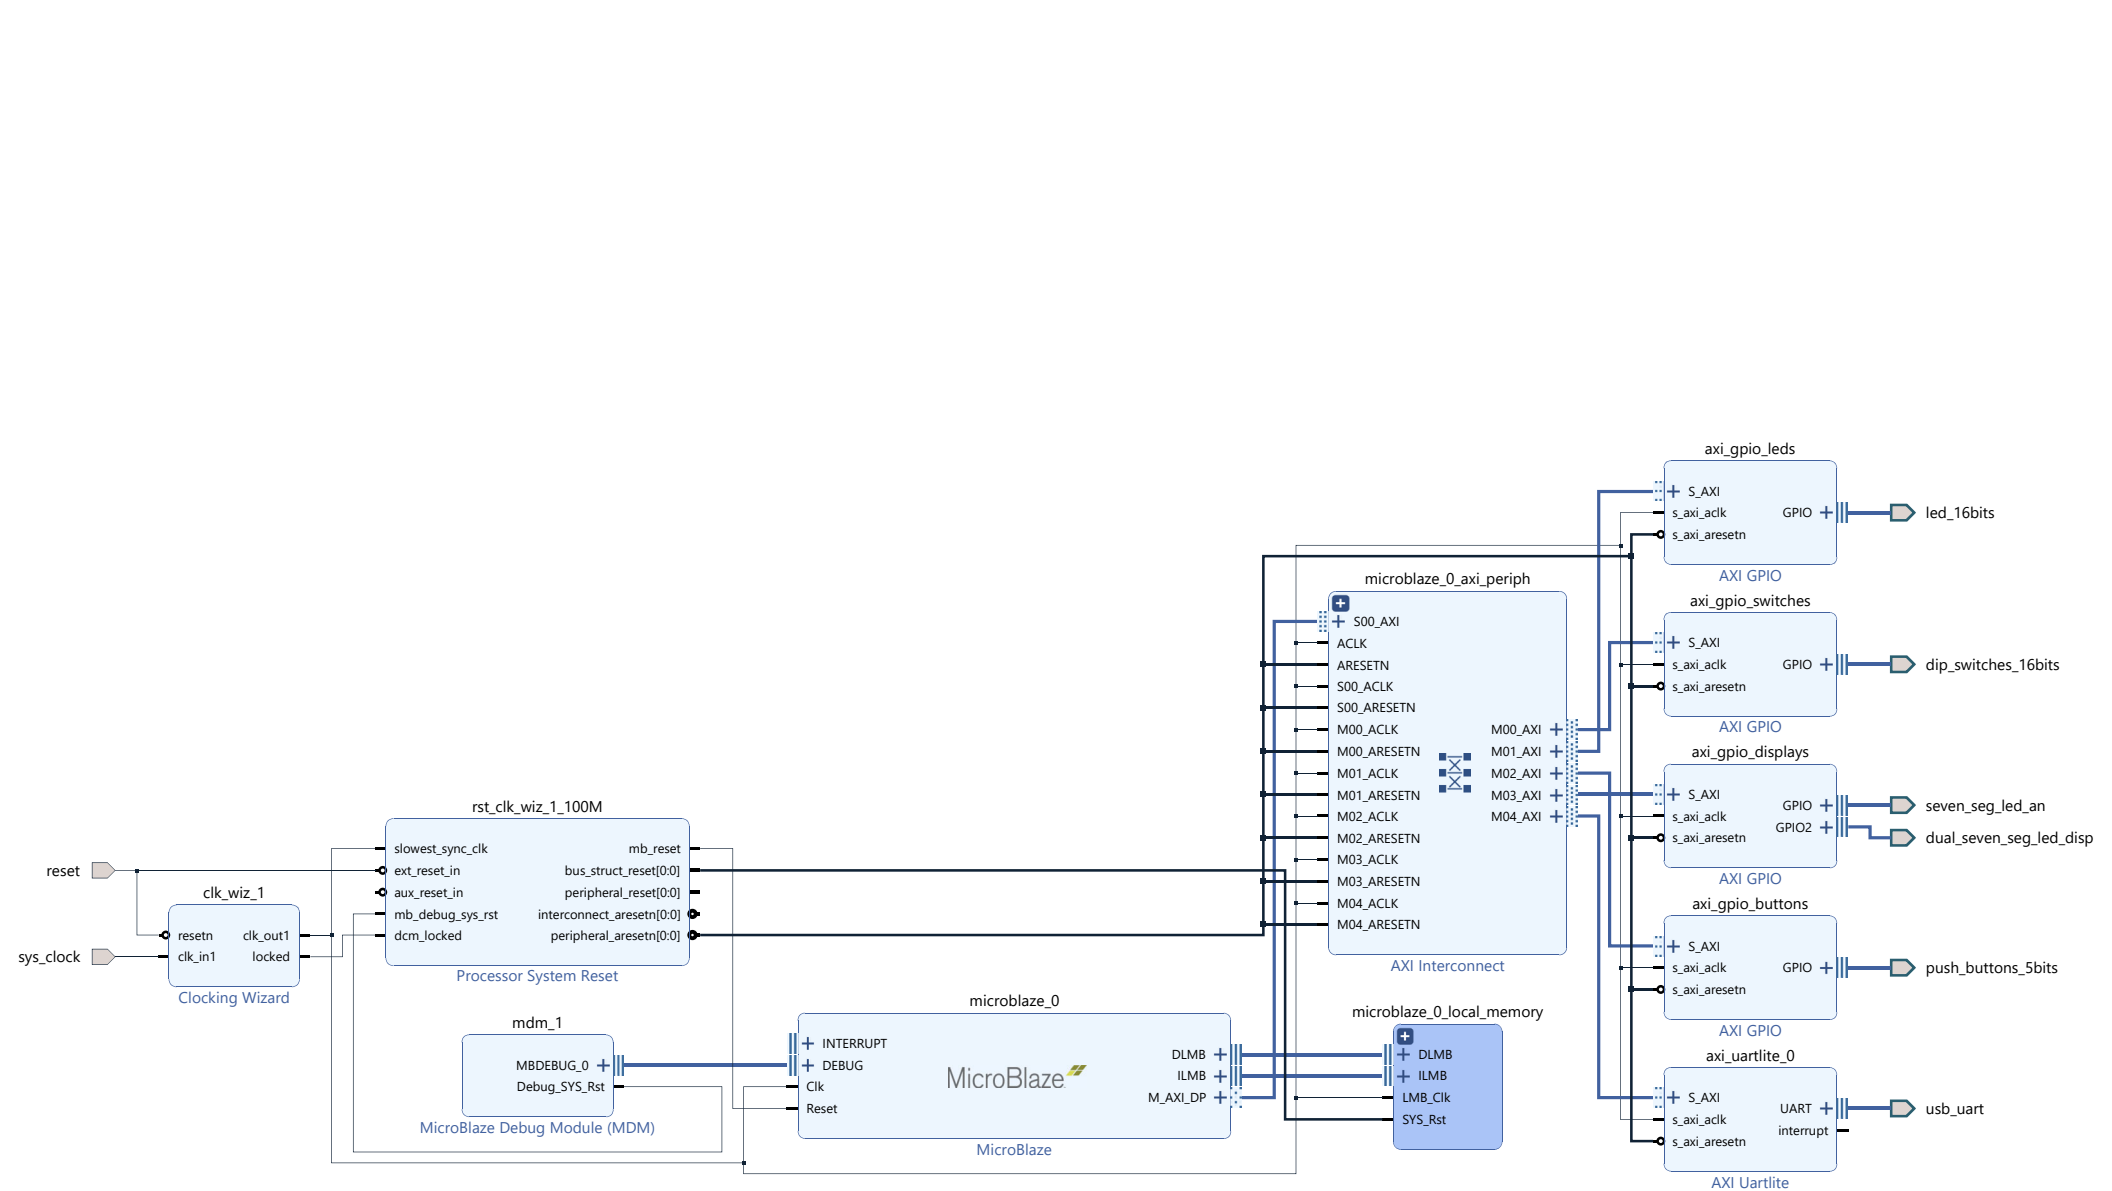 reset
sys_clock
clk_wiz_1
resetn
clk_in1
clk_out1
locked
Clocking Wizard
rst_clk_wiz_1_100M
slowest_sync_clk
ext_reset_in
aux_reset_in
mb_debug_sys_rst
dcm_locked
mb_reset
bus_struct_reset[0:0]
peripheral_reset[0:0]
interconnect_aresetn[0:0]
peripheral_aresetn[0:0]
Processor System Reset
mdm_1
MBDEBUG_0
Debug_SYS_Rst
MicroBlaze Debug Module (MDM)
microblaze_0
INTERRUPT
DEBUG
Clk
Reset
MicroBlaze
DLMB
ILMB
M_AXI_DP
MicroBlaze
microblaze_0_axi_periph
S00_AXI
ACLK
ARESETN
S00_ACLK
S00_ARESETN
M00_ACLK
M00_ARESETN
M01_ACLK
M01_ARESETN
M02_ACLK
M02_ARESETN
M03_ACLK
M03_ARESETN
M04_ACLK
M04_ARESETN
M00_AXI
M01_AXI
M02_AXI
M03_AXI
M04_AXI
AXI Interconnect
microblaze_0_local_memory
DLMB
ILMB
LMB_Clk
SYS_Rst
axi_gpio_leds
S_AXI
s_axi_aclk
s_axi_aresetn
GPIO
AXI GPIO
led_16bits
axi_gpio_switches
S_AXI
s_axi_aclk
s_axi_aresetn
GPIO
AXI GPIO
dip_switches_16bits
axi_gpio_displays
S_AXI
s_axi_aclk
s_axi_aresetn
GPIO
GPIO2
AXI GPIO
seven_seg_led_an
dual_seven_seg_led_disp
axi_gpio_buttons
S_AXI
s_axi_aclk
s_axi_aresetn
GPIO
AXI GPIO
push_buttons_5bits
axi_uartlite_0
S_AXI
s_axi_aclk
s_axi_aresetn
UART
interrupt
AXI Uartlite
usb_uart